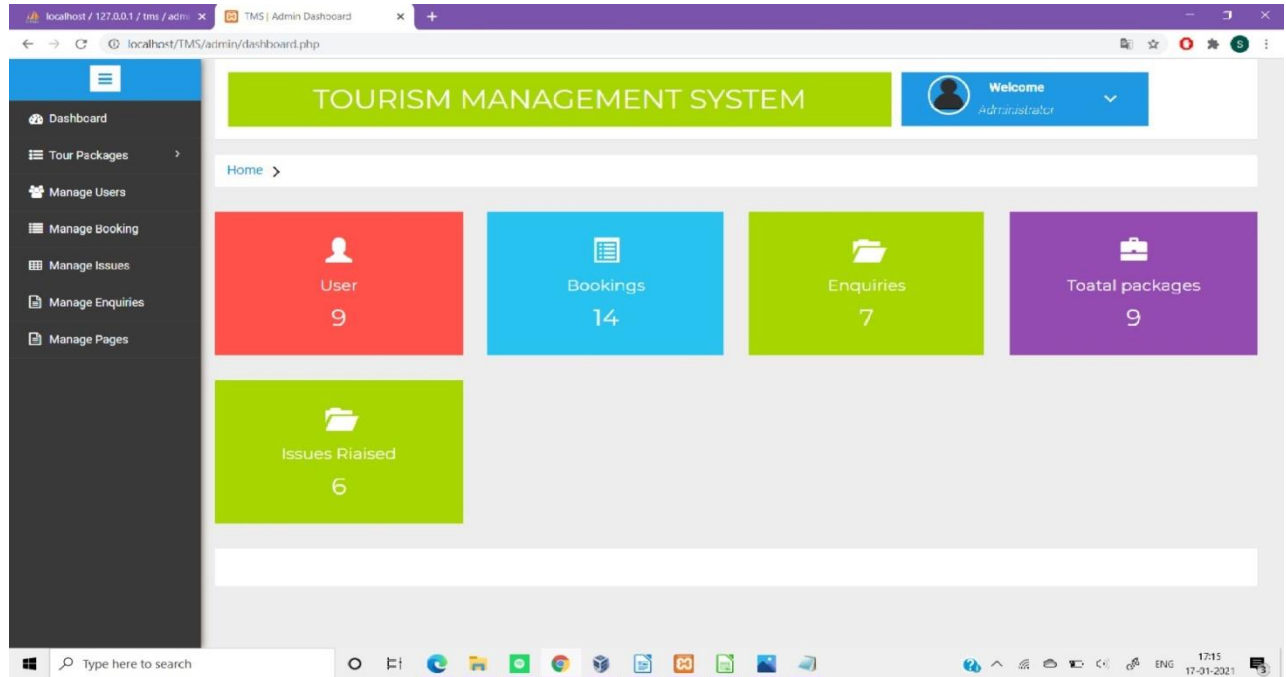 localhost / 127.0.0.1 / tms / adm
TMS | Admin Dashboard
localhost/TMS/admin/dashboard.php
S
TOURISM MANAGEMENT SYSTEM
Welcome
Administrator
Dashboard
Tour Packages
Manage Users
Manage Booking
Manage Issues
Manage Enquiries
Manage Pages
Home
User
9
Bookings
14
Enquiries
7
Toatal packages
9
Issues Riaised
6
Type here to search
ENG
17:15
17-01-2021
3